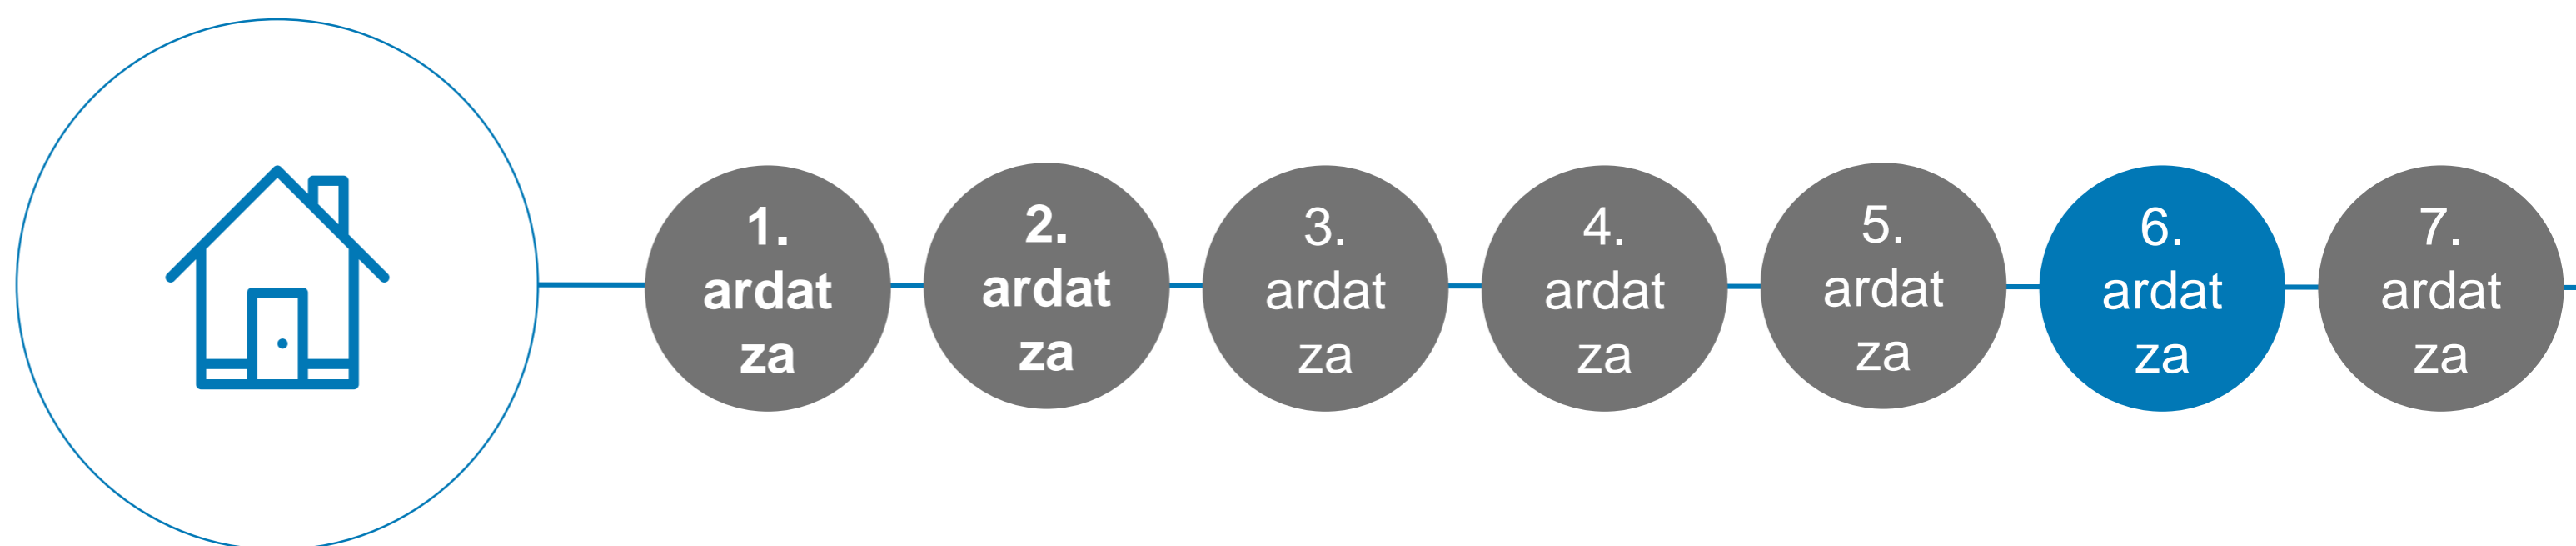 1.
ardat
za
2.
ardat
za
3.
ardat
za
4.
ardat
za
5.
ardat
za
6.
ardat
za
7.
ardat
za